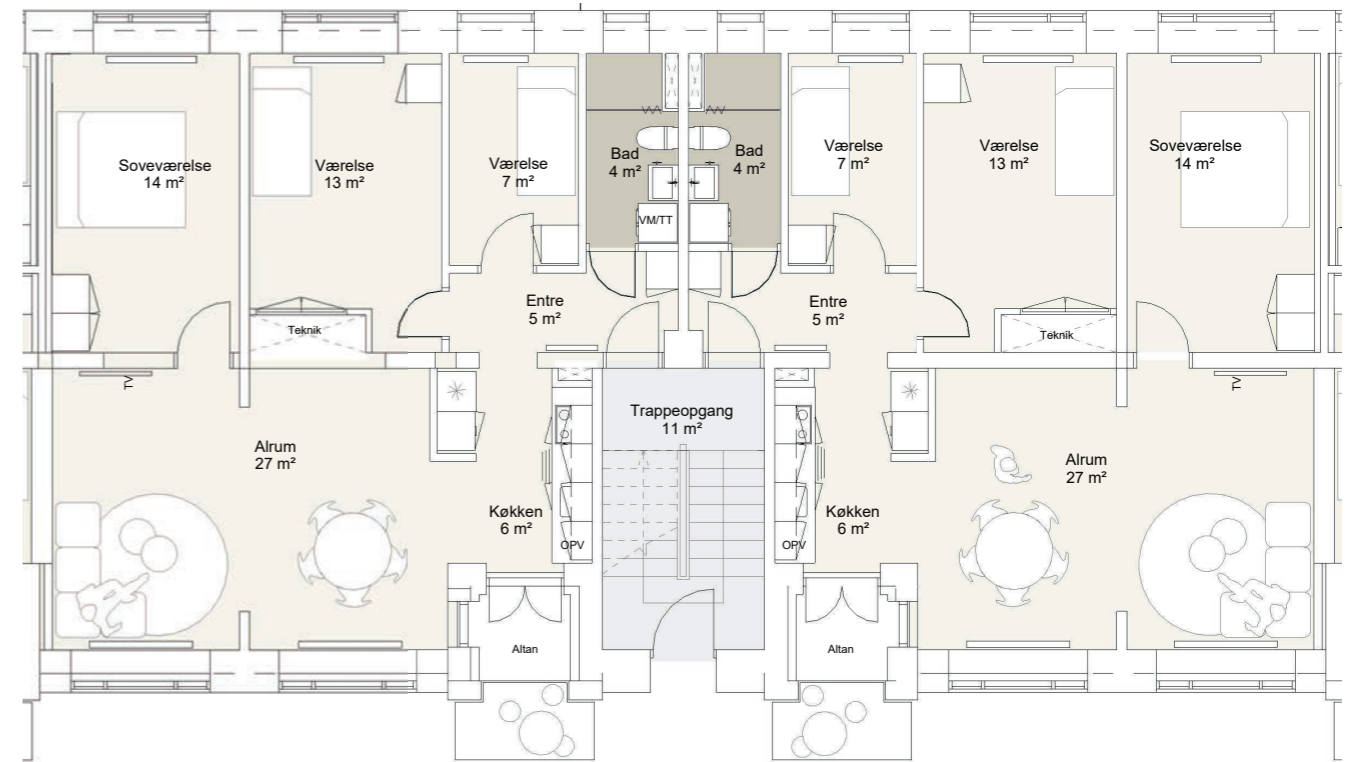 Soveværelse
14 m²
Værelse
13 m²
Værelse
7 m²
Bad
4 m²
Bad
4 m²
Værelse
7 m²
Værelse
13 m²
Soveværelse
14 m²
VM/TT
Entre
5 m²
Entre
5 m²
Teknik
Teknik
TV
TV
Trappeopgang
11 m²
Alrum
27 m²
Alrum
27 m²
Køkken
6 m²
Køkken
6 m²
OPV
OPV
Altan
Altan